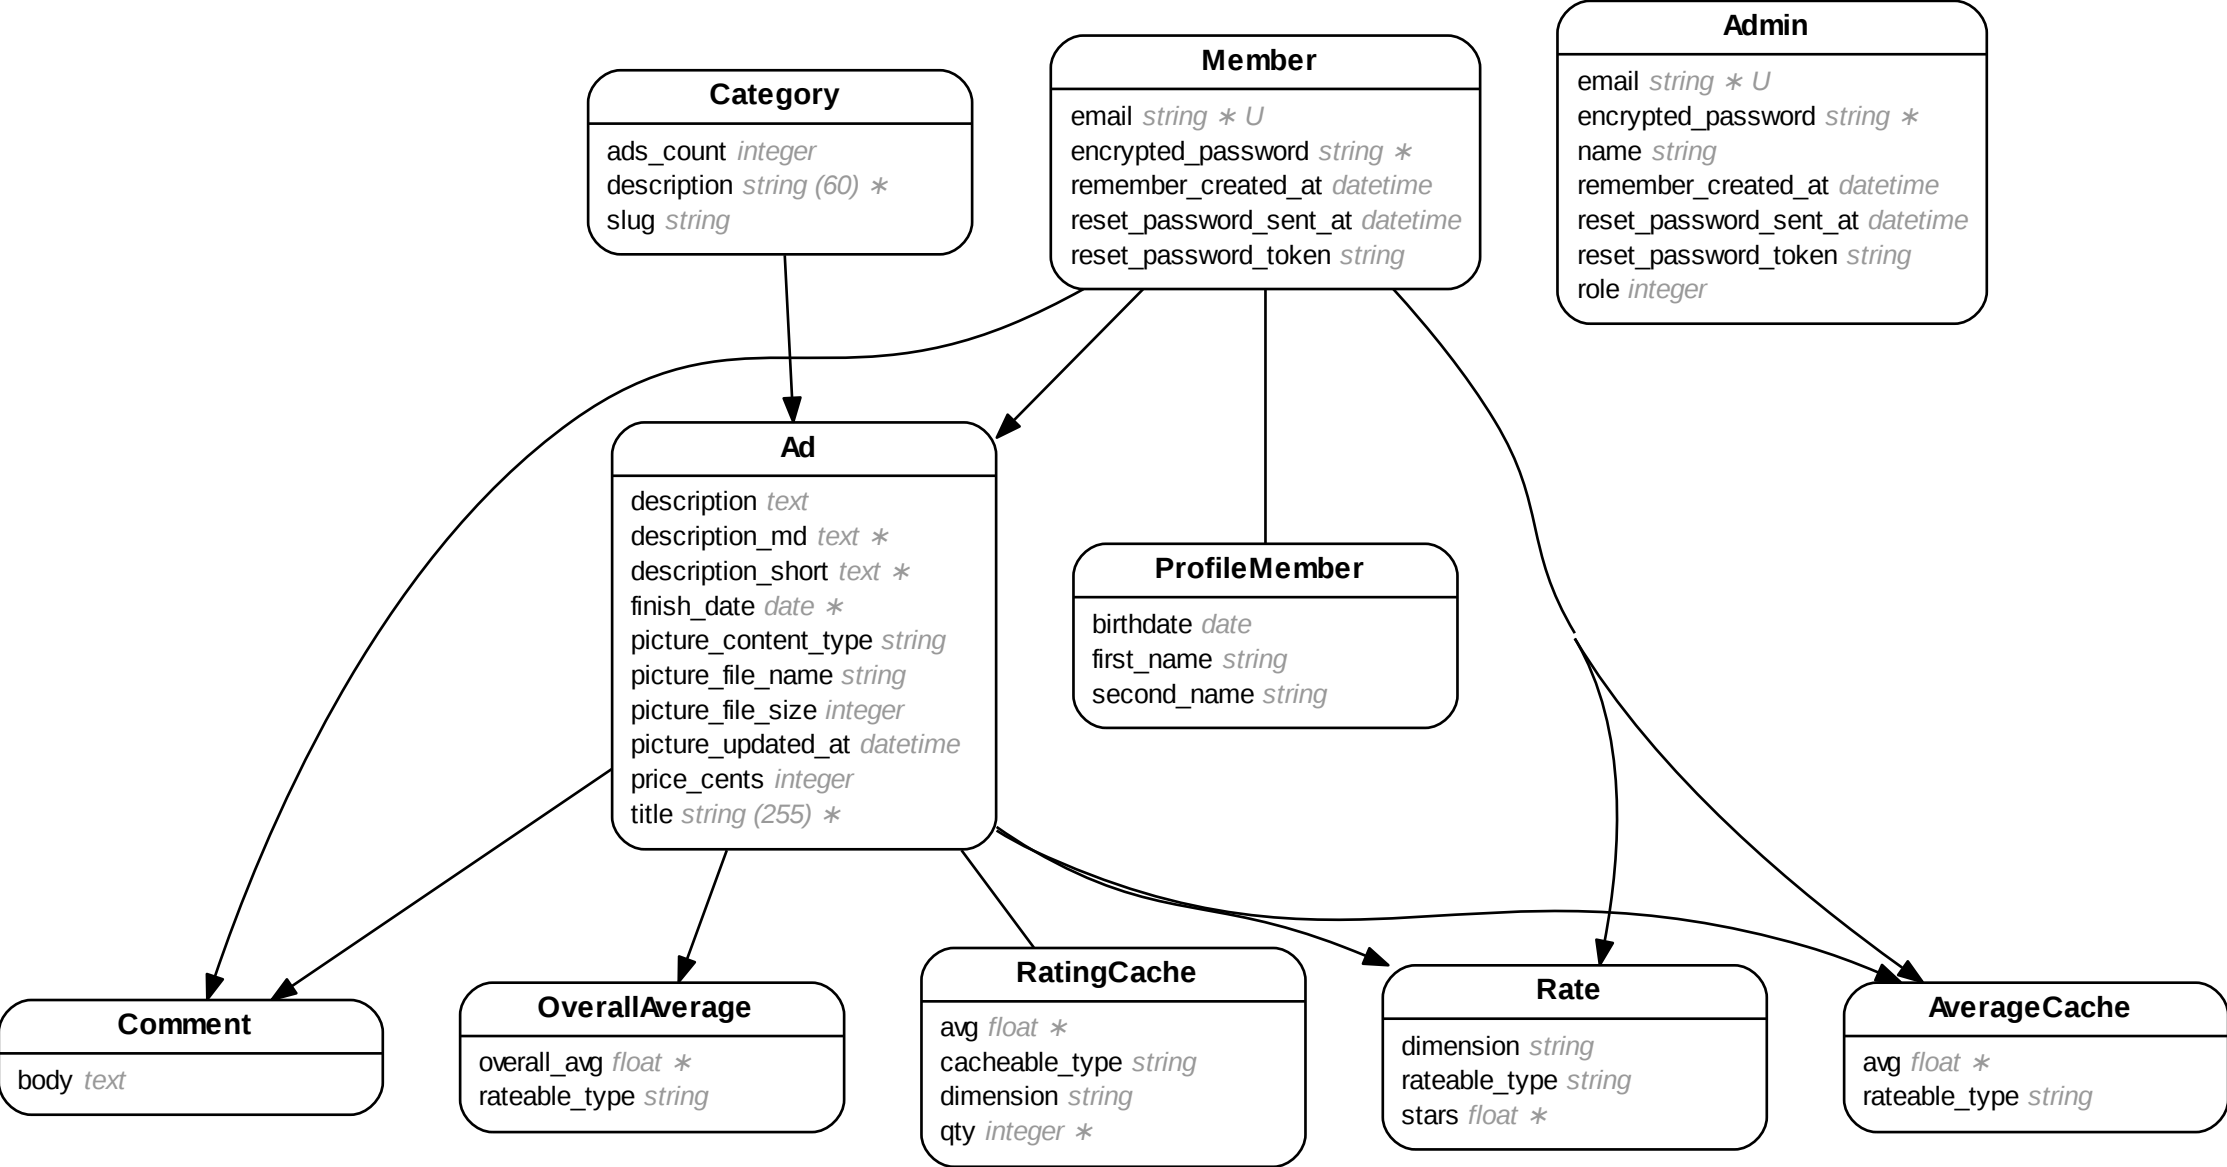 Category
ads_count integer
description string (60) ∗
slug string
Member
email string ∗ U
encrypted_password string ∗
remember_created_at datetime
reset_password_sent_at datetime
reset_password_token string
Admin
email string ∗ U
encrypted_password string ∗
name string
remember_created_at datetime
reset_password_sent_at datetime
reset_password_token string
role integer
Ad
description text
description_md text ∗
description_short text ∗
finish_date date ∗
picture_content_type string
picture_file_name string
picture_file_size integer
picture_updated_at datetime
price_cents integer
title string (255) ∗
ProfileMember
birthdate date
first_name string
second_name string
Comment
body text
OverallAverage
overall_avg float ∗
rateable_type string
RatingCache
avg float ∗
cacheable_type string
dimension string
qty integer ∗
Rate
dimension string
rateable_type string
stars float ∗
AverageCache
avg float ∗
rateable_type string